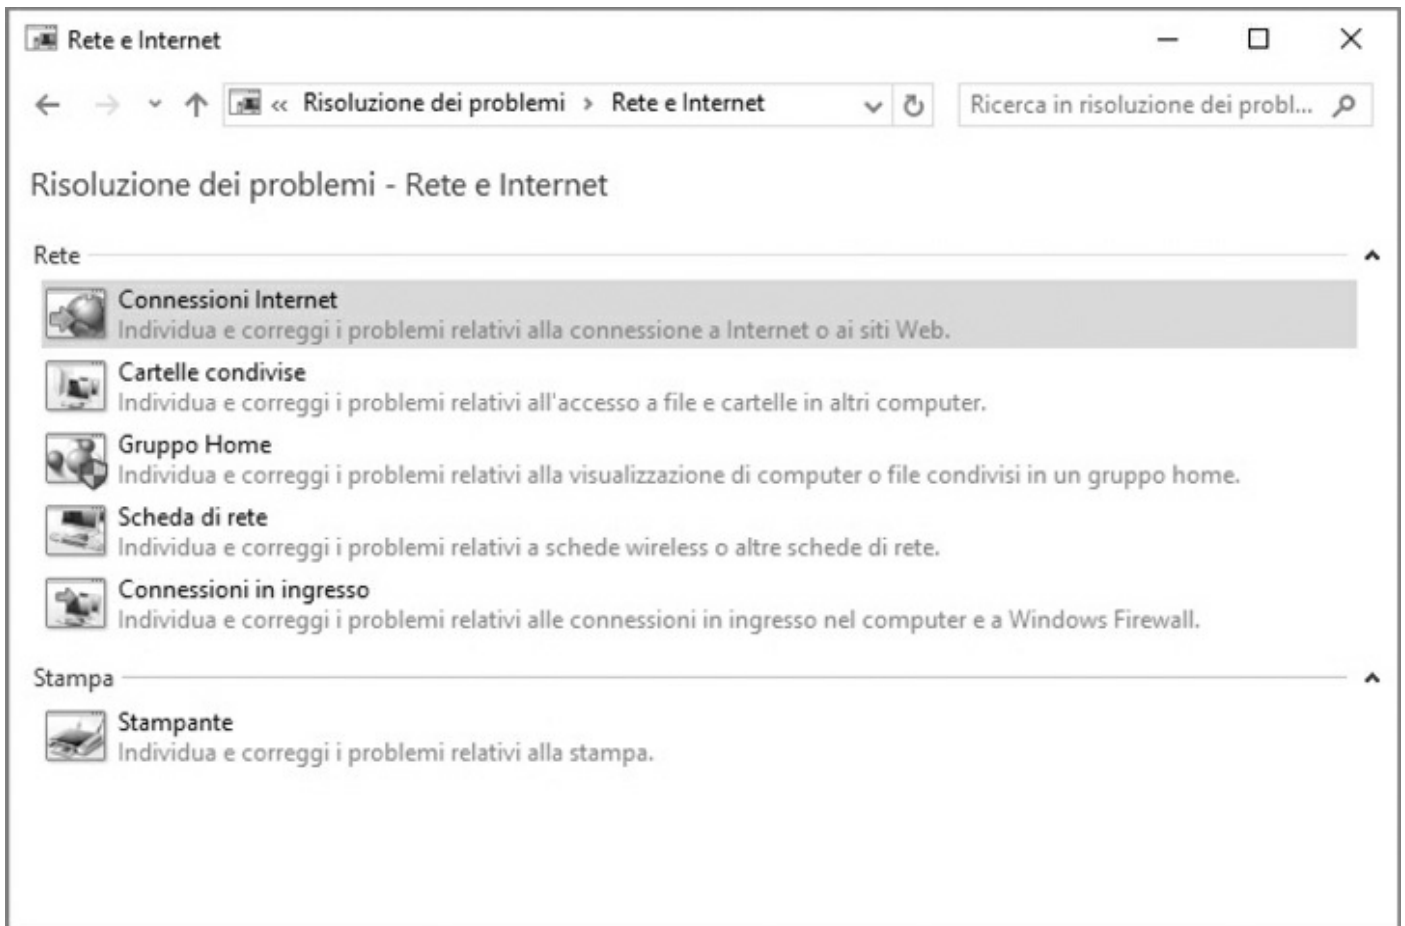 Rete e Internet
« Risoluzione dei problemi › Rete e Internet
Ricerca in risoluzione dei probl...
Risoluzione dei problemi - Rete e Internet
Rete
Connessioni Internet
Individua e correggi i problemi relativi alla connessione a Internet o ai siti Web.
Cartelle condivise
Individua e correggi i problemi relativi all'accesso a file e cartelle in altri computer.
Gruppo Home
Individua e correggi i problemi relativi alla visualizzazione di computer o file condivisi in un gruppo home.
Scheda di rete
Individua e correggi i problemi relativi a schede wireless o altre schede di rete.
Connessioni in ingresso
Individua e correggi i problemi relativi alle connessioni in ingresso nel computer e a Windows Firewall.
Stampa
Stampante
Individua e correggi i problemi relativi alla stampa.